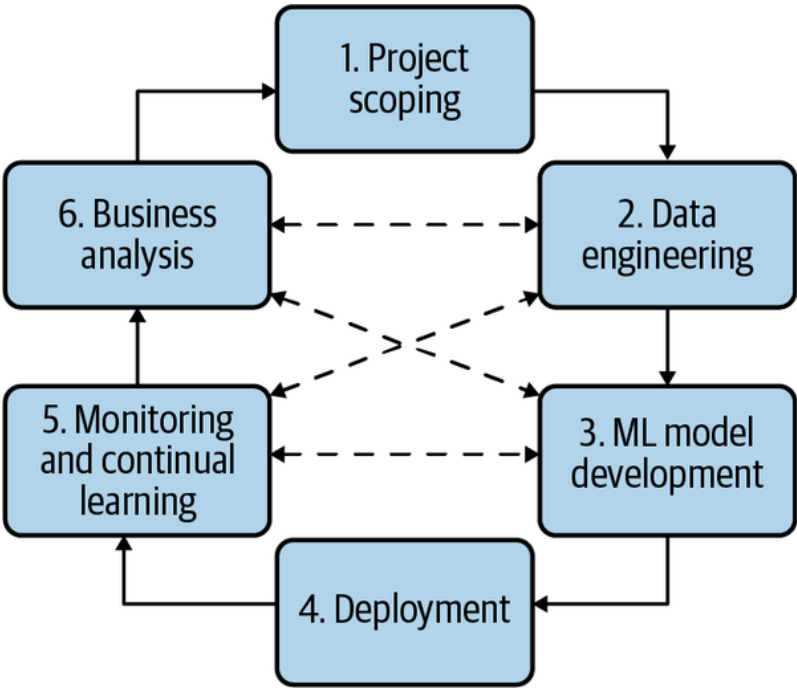 1. Project
scoping
2. Data
engineering
3. ML model
development
4. Deployment
5. Monitoring
and continual
learning
6. Business
analysis